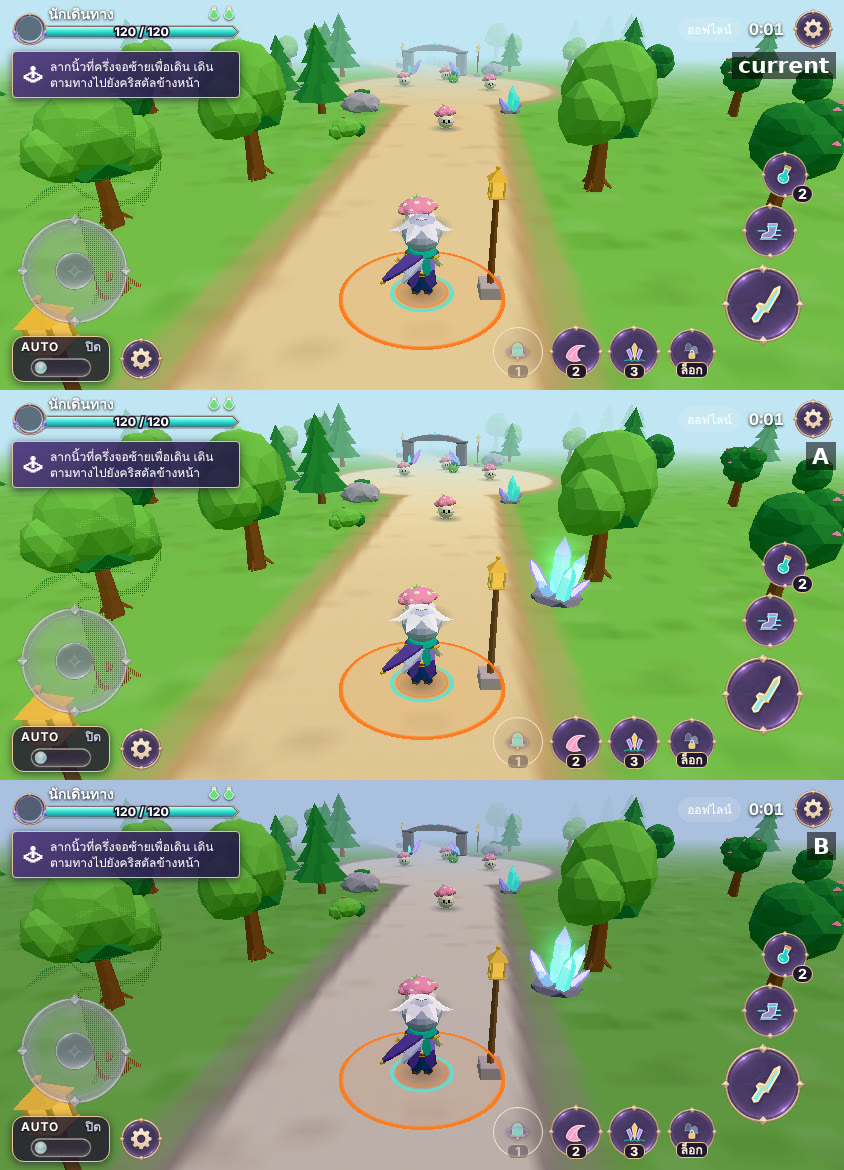 นักเดินทาง
120 / 120
ลากนิ้วที่ครึ่งจอซ้ายเพื่อเดิน เดิน
ตามทางไปยังคริสตัลข้างหน้า
ออฟไลน์ 0:01
current
2
AUTO ปิด
1 2 3 ล็อก
นักเดินทาง
120 / 120
ลากนิ้วที่ครึ่งจอซ้ายเพื่อเดิน เดิน
ตามทางไปยังคริสตัลข้างหน้า
ออฟไลน์ 0:01
A
2
AUTO ปิด
1 2 3 ล็อก
นักเดินทาง
120 / 120
ลากนิ้วที่ครึ่งจอซ้ายเพื่อเดิน เดิน
ตามทางไปยังคริสตัลข้างหน้า
ออฟไลน์ 0:01
B
2
AUTO ปิด
1 2 3 ล็อก